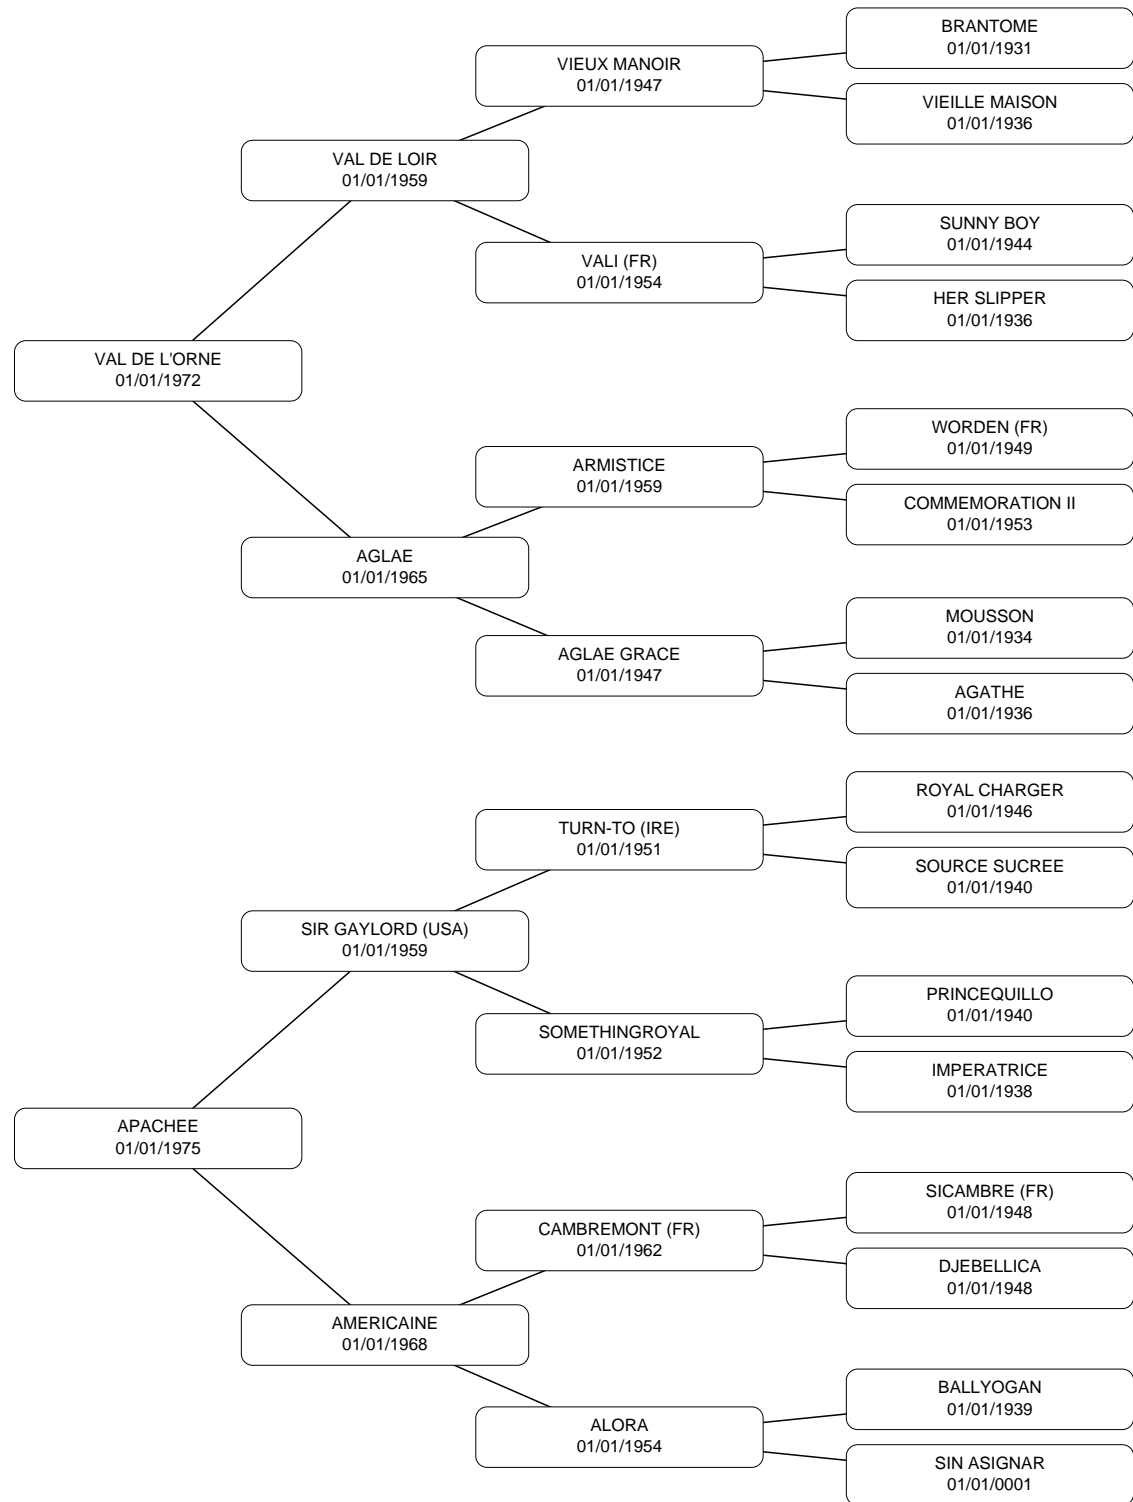 BRANTOME
01/01/1931
VIEUX MANOIR
01/01/1947
VIEILLE MAISON
01/01/1936
VAL DE LOIR
01/01/1959
SUNNY BOY
01/01/1944
VALI (FR)
01/01/1954
HER SLIPPER
01/01/1936
VAL DE L'ORNE
01/01/1972
WORDEN (FR)
01/01/1949
ARMISTICE
01/01/1959
COMMEMORATION II
01/01/1953
AGLAE
01/01/1965
MOUSSON
01/01/1934
AGLAE GRACE
01/01/1947
AGATHE
01/01/1936
ROYAL CHARGER
01/01/1946
TURN-TO (IRE)
01/01/1951
SOURCE SUCREE
01/01/1940
SIR GAYLORD (USA)
01/01/1959
PRINCEQUILLO
01/01/1940
SOMETHINGROYAL
01/01/1952
IMPERATRICE
01/01/1938
APACHEE
01/01/1975
SICAMBRE (FR)
01/01/1948
CAMBREMONT (FR)
01/01/1962
DJEBELLICA
01/01/1948
AMERICAINE
01/01/1968
BALLYOGAN
01/01/1939
ALORA
01/01/1954
SIN ASIGNAR
01/01/0001